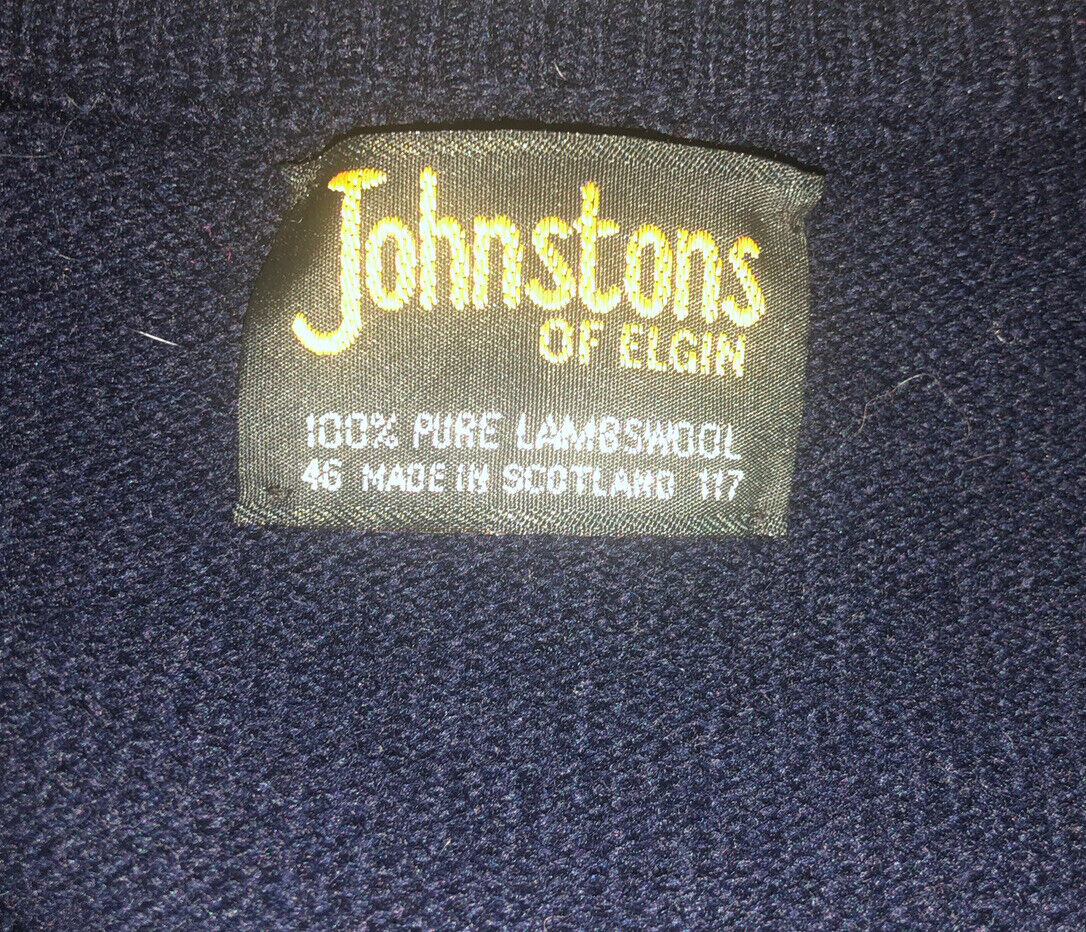 Johnstons
OF ELGIN
100% PURE LAMBSWOOL
46 MADE IN SCOTLAND 117